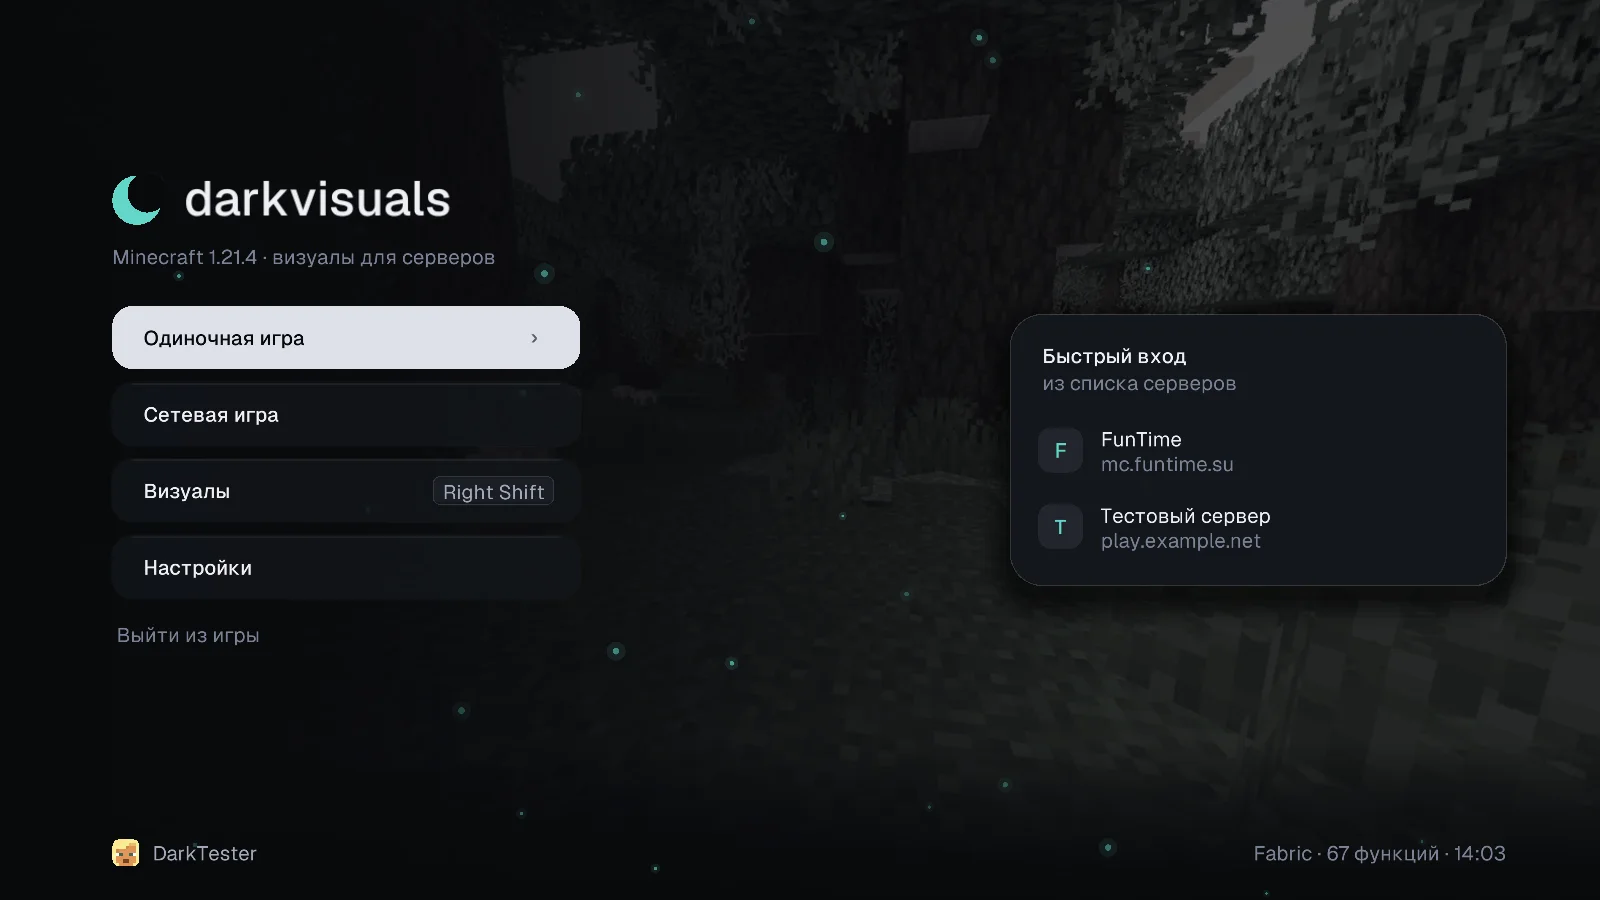 darkvisuals
Minecraft 1.21.4 · визуалы для серверов
Одиночная игра
Сетевая игра
Визуалы
Right Shift
Настройки
Выйти из игры
Быстрый вход
из списка серверов
F
FunTime
mc.funtime.su
T
Тестовый сервер
play.example.net
DarkTester
Fabric · 67 функций · 14:03